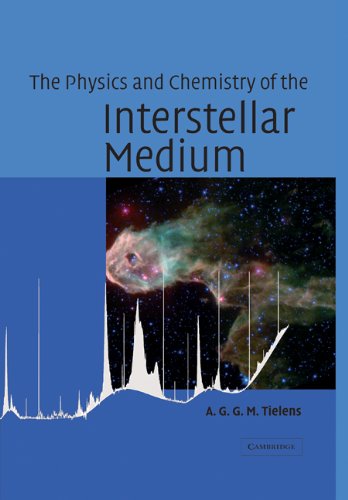 The Physics and Chemistry of the
Interstellar
Medium
A. G. G. M. Tielens
CAMBRIDGE